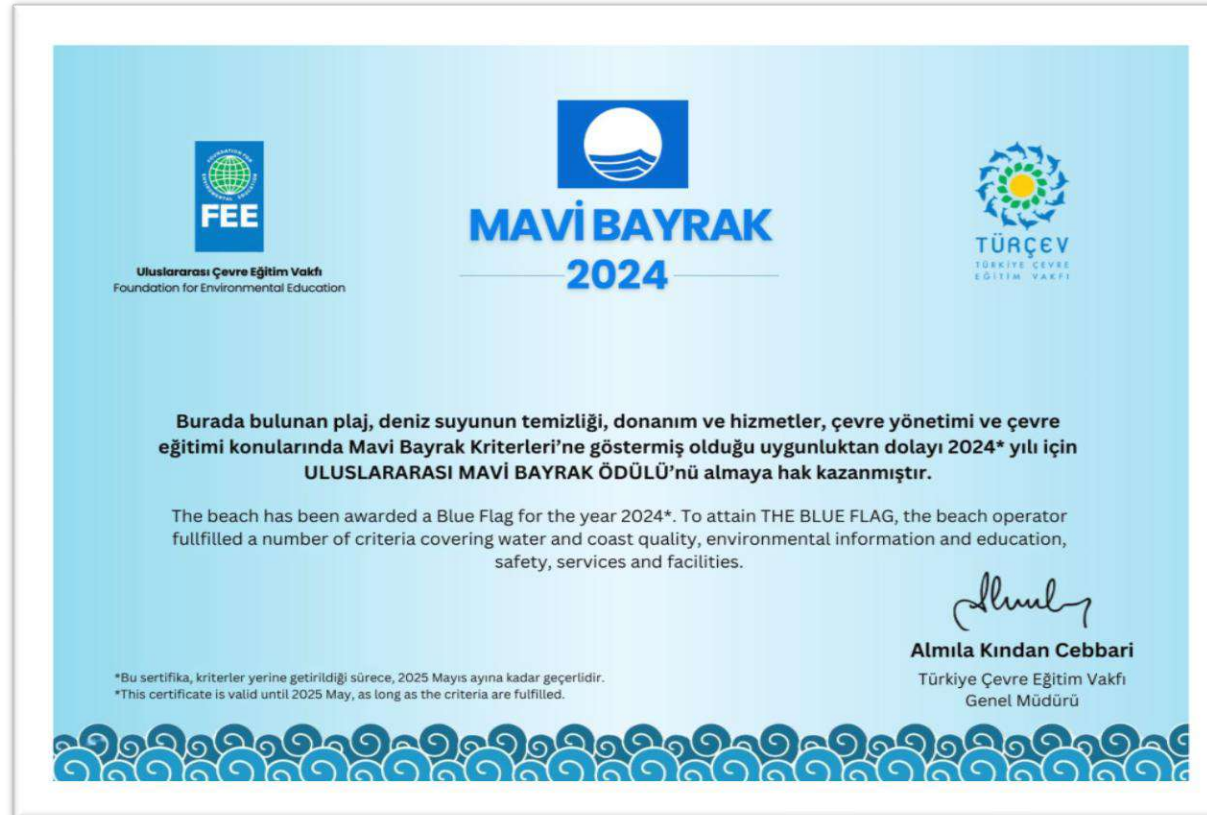 FOUNDATION FOR
ENVIRONMENTAL EDUCATION
FEE
Uluslararası Çevre Eğitim Vakfı
Foundation for Environmental Education
MAVİ BAYRAK
2024
TÜRÇEV
TÜRKİYE ÇEVRE
EĞİTİM VAKFI
Burada bulunan plaj, deniz suyunun temizliği, donanım ve hizmetler, çevre yönetimi ve çevre
eğitimi konularında Mavi Bayrak Kriterleri’ne göstermiş olduğu uygunluktan dolayı 2024* yılı için
ULUSLARARASI MAVİ BAYRAK ÖDÜLÜ’nü almaya hak kazanmıştır.
The beach has been awarded a Blue Flag for the year 2024*. To attain THE BLUE FLAG, the beach operator
fullfilled a number of criteria covering water and coast quality, environmental information and education,
safety, services and facilities.
Almıla Kından Cebbari
Türkiye Çevre Eğitim Vakfı
Genel Müdürü
*Bu sertifika, kriterler yerine getirildiği sürece, 2025 Mayıs ayına kadar geçerlidir.
*This certificate is valid until 2025 May, as long as the criteria are fulfilled.